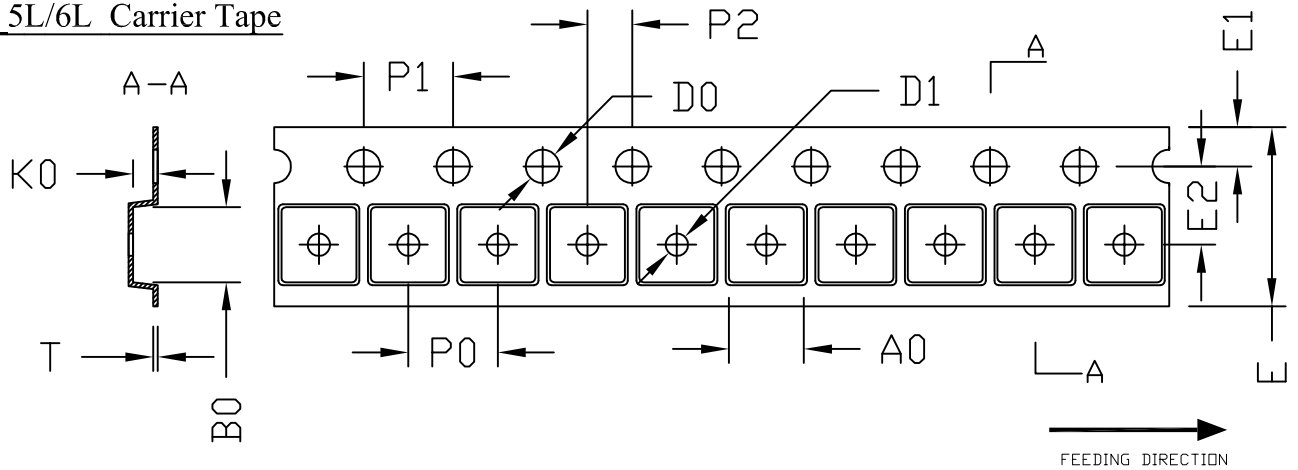 5L/6L Carrier Tape
P2
E1
A
A-A
P1
D0
D1
K0
E2
T
P0
A0
A
E
B0
FEEDING DIRECTION